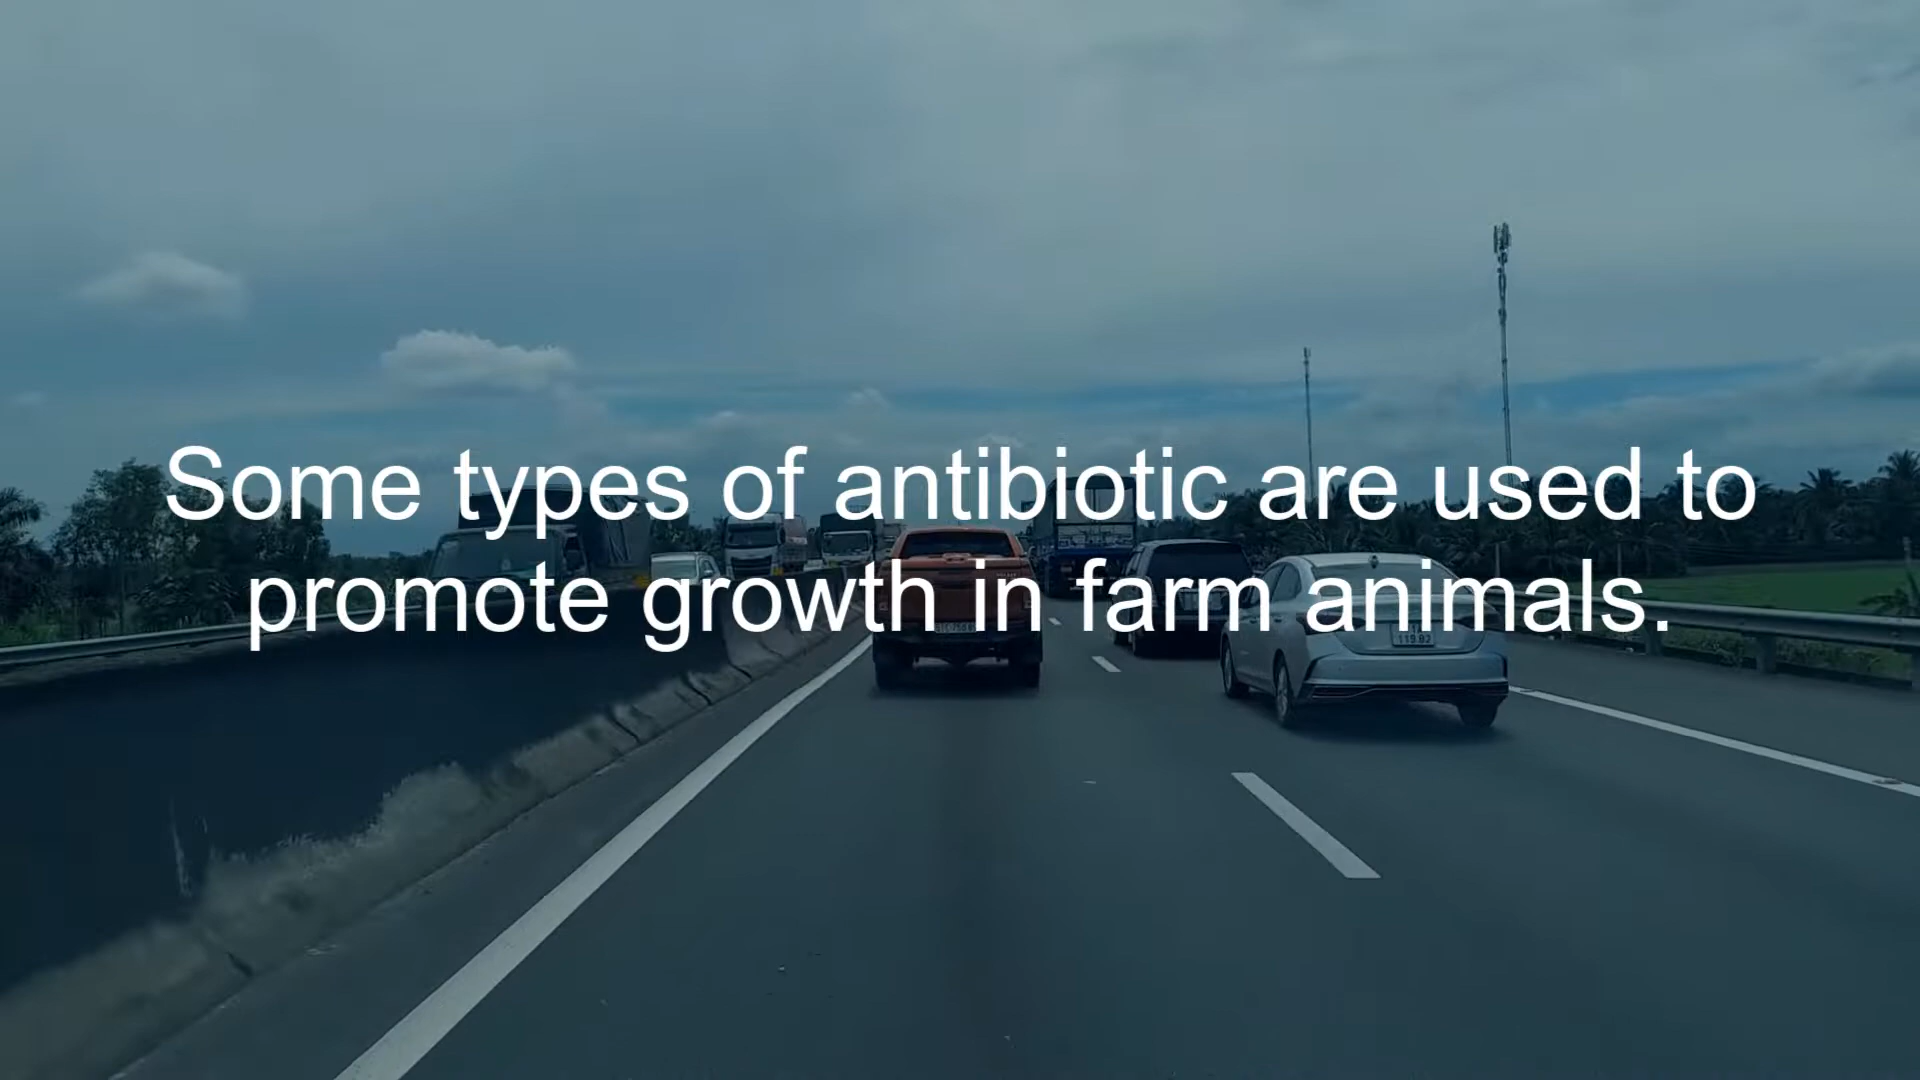 Some types of antibiotic are used to
promote growth in farm animals.